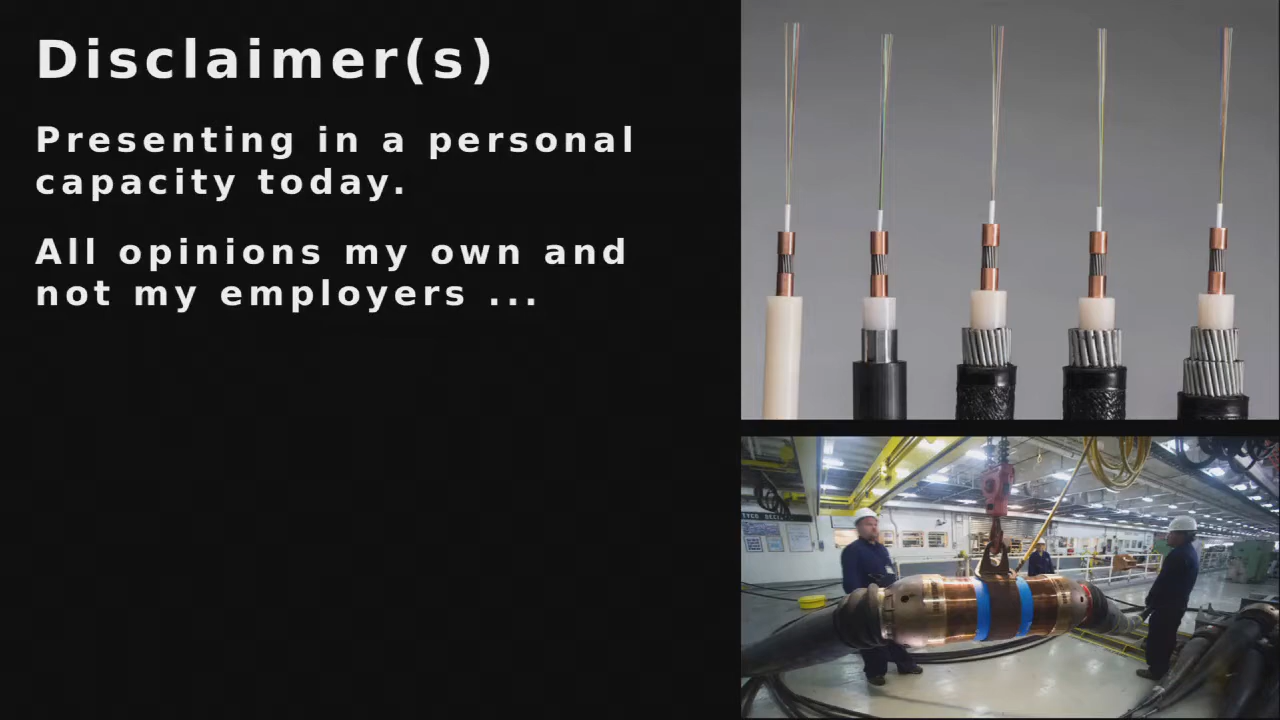 Disclaimer(s)
Presenting in a personal
capacity today.
All opinions my own and
not my employers ...